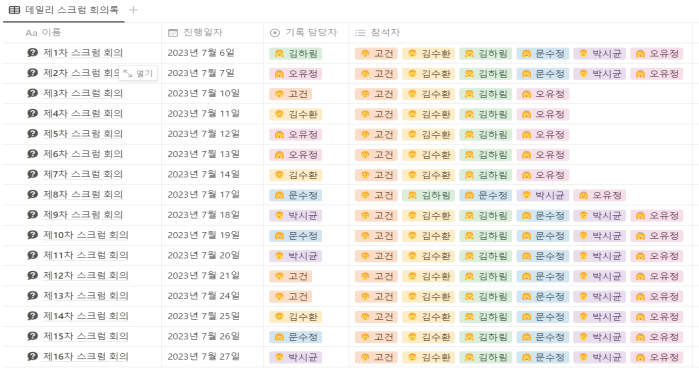 데일리 스크럼 회의록
Aa 이름 진행일자 기록 담당자 참석자
제1차 스크럼 회의 2023년 7월 6일 김하림 고건 김수환 김하림 문수정 박시균 오유정
제2차 스크럼 회의 열기 2023년 7월 7일 오유정 고건 김수환 김하림 문수정 박시균 오유정
제3차 스크럼 회의 2023년 7월 10일 고건 고건 김수환 김하림 오유정
제4차 스크럼 회의 2023년 7월 11일 김수환 고건 김수환 김하림 오유정
제5차 스크럼 회의 2023년 7월 12일 오유정 고건 김수환 김하림 오유정
제6차 스크럼 회의 2023년 7월 13일 오유정 고건 김수환 김하림 오유정
제7차 스크럼 회의 2023년 7월 14일 김수환 고건 김수환 김하림 오유정
제8차 스크럼 회의 2023년 7월 17일 문수정 고건 김하림 문수정 박시균 오유정
제9차 스크럼 회의 2023년 7월 18일 박시균 고건 김수환 김하림 문수정 박시균 오유정
제10차 스크럼 회의 2023년 7월 19일 문수정 고건 김수환 김하림 문수정 박시균 오유정
제11차 스크럼 회의 2023년 7월 20일 박시균 고건 김수환 김하림 문수정 박시균 오유정
제12차 스크럼 회의 2023년 7월 21일 고건 고건 김수환 김하림 문수정 박시균 오유정
제13차 스크럼 회의 2023년 7월 24일 고건 고건 김수환 김하림 문수정 박시균 오유정
제14차 스크럼 회의 2023년 7월 25일 김수환 고건 김수환 김하림 문수정 박시균 오유정
제15차 스크럼 회의 2023년 7월 26일 문수정 고건 김수환 김하림 문수정 박시균 오유정
제16차 스크럼 회의 2023년 7월 27일 박시균 고건 김수환 김하림 문수정 박시균 오유정